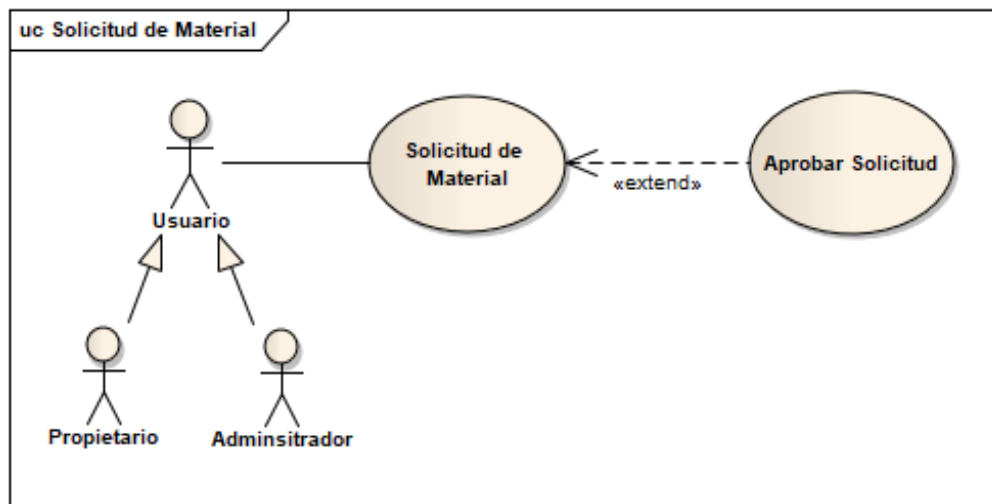 uc Solicitud de Material
Solicitud de
Material
Aprobar Solicitud
«extend»
Usuario
Propietario
Adminsitrador